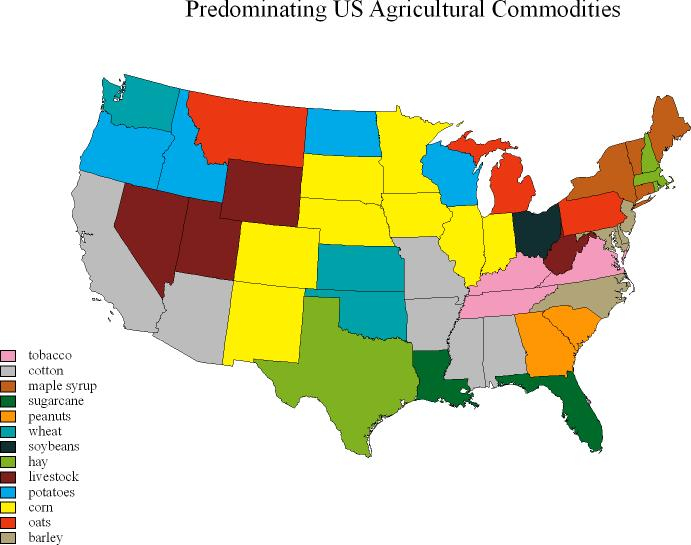 Predominating US Agricultural Commodities
tobacco
cotton
maple syrup
sugarcane
peanuts
wheat
soybeans
hay
livestock
potatoes
corn
oats
barley